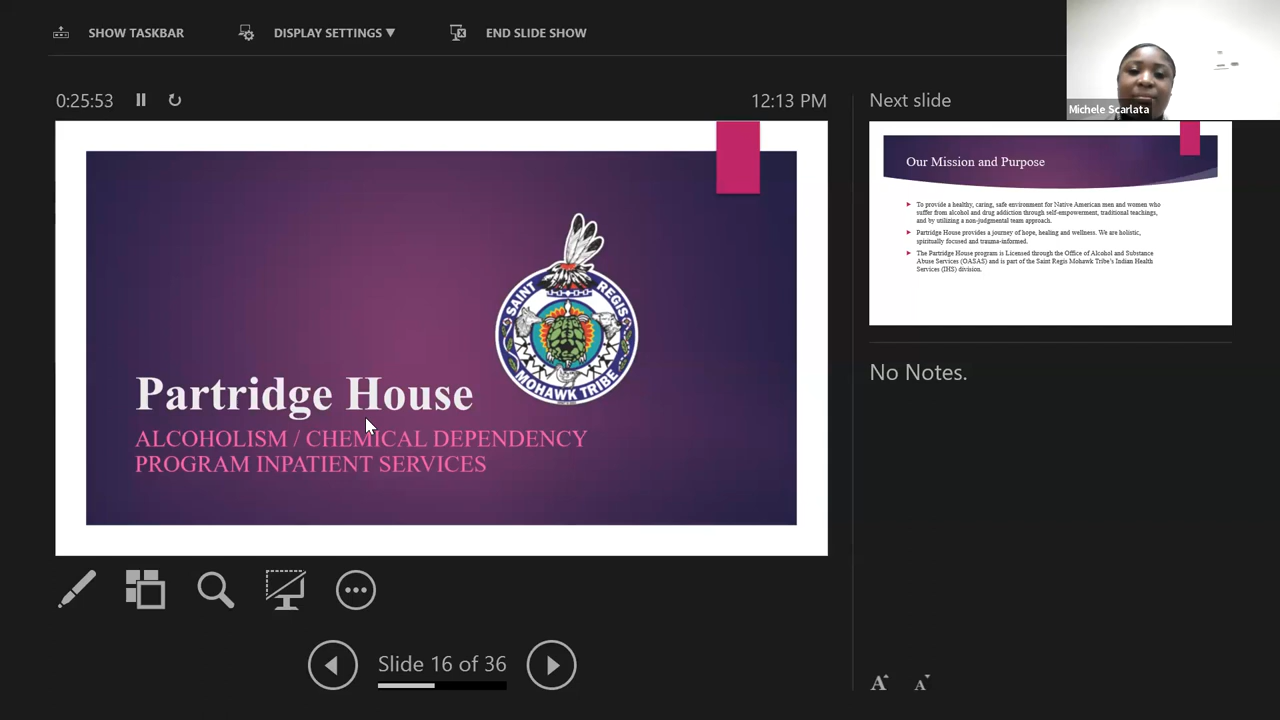 SHOW TASKBAR
DISPLAY SETTINGS ▼
END SLIDE SHOW
Michele Scarlata
0:25:53
12:13 PM
SAINT REGIS
MOHAWK TRIBE
Partridge House
ALCOHOLISM / CHEMICAL DEPENDENCY
PROGRAM INPATIENT SERVICES
Slide 16 of 36
Next slide
Our Mission and Purpose
To provide a healthy, caring, safe environment for Native American men and women who
suffer from alcohol and drug addiction through self-empowerment, traditional teachings,
and by utilizing a non-judgmental team approach.
Partridge House provides a journey of hope, healing and wellness. We are holistic,
spiritually focused and trauma-informed.
The Partridge House program is Licensed through the Office of Alcohol and Substance
Abuse Services (OASAS) and is part of the Saint Regis Mohawk Tribe's Indian Health
Services (IHS) division.
No Notes.
A A